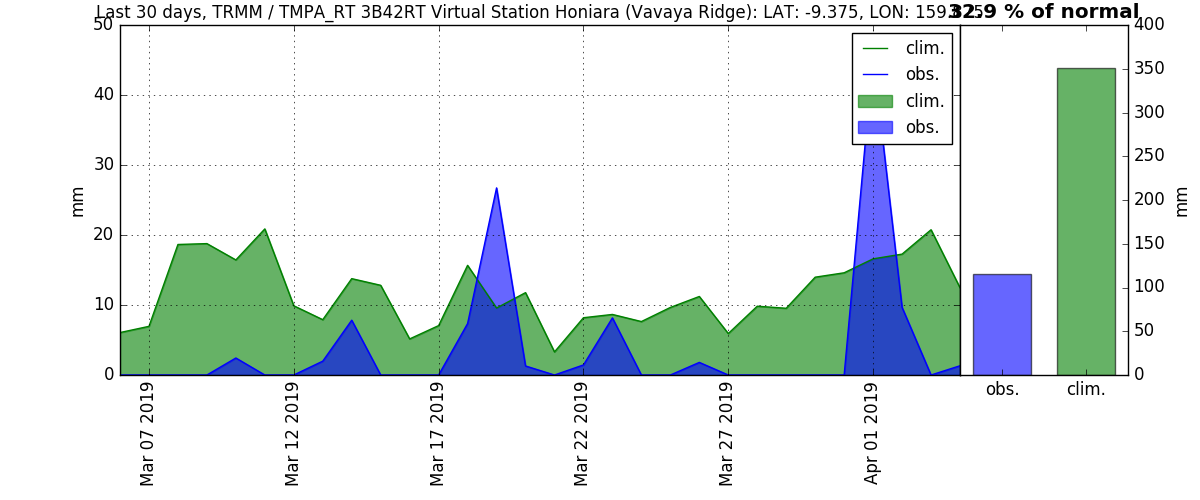 Last 30 days, TRMM / TMPA_RT 3B42RT Virtual Station Honiara (Vavaya Ridge): LAT: -9.375, LON:
32.9 % of normal
50
40
30
20
10
0
mm
clim.
obs.
clim.
obs.
400
350
300
250
200
150
100
50
0
mm
obs.
clim.
Mar 07 2019
Mar 12 2019
Mar 17 2019
Mar 22 2019
Mar 27 2019
Apr 01 2019